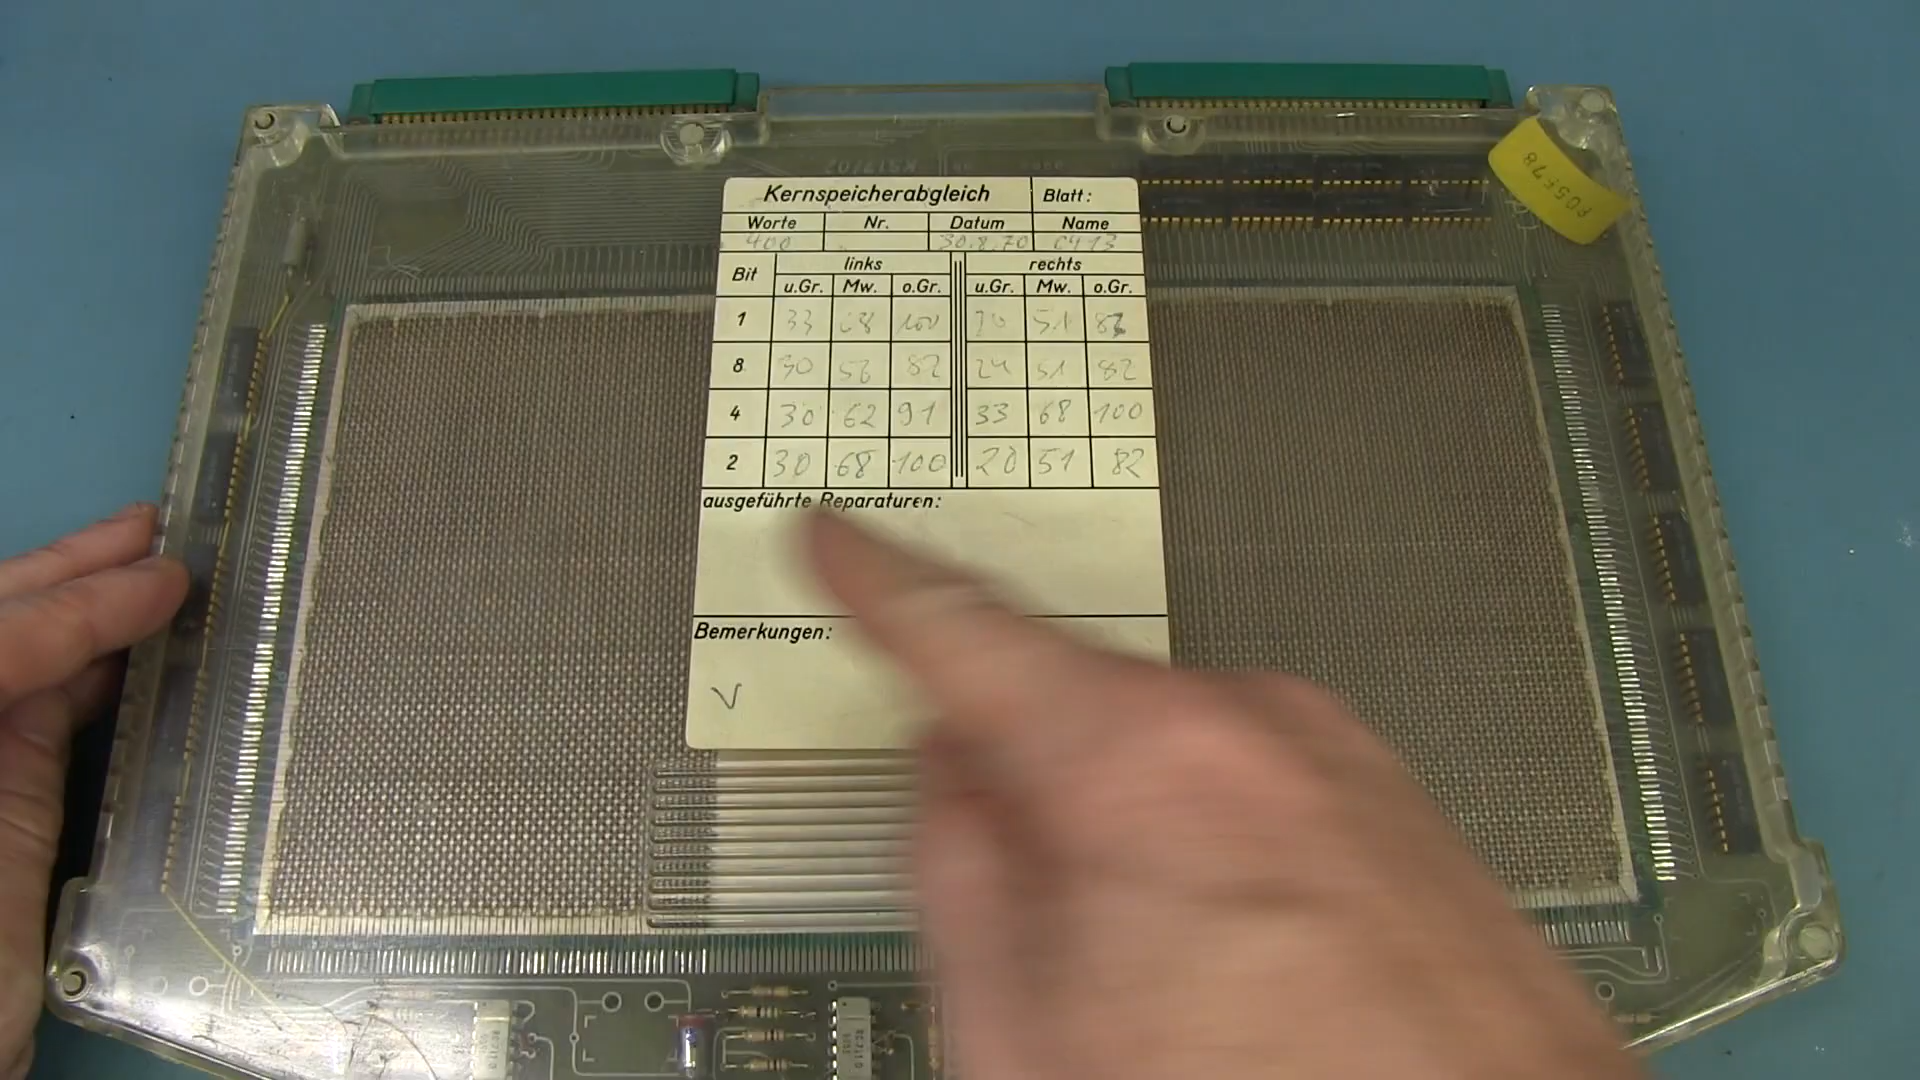 Kernspeicherabgleich Blatt:
Worte Nr. Datum Name
400 30.8.70
Bit links rechts
u.Gr. Mw. o.Gr. u.Gr. Mw. o.Gr.
1 33 68 100 51
8 30 56 82 24 51 82
4 30 62 91 33 68 100
2 30 68 100 20 51 82
ausgeführte Reparaturen:
Bemerkungen: